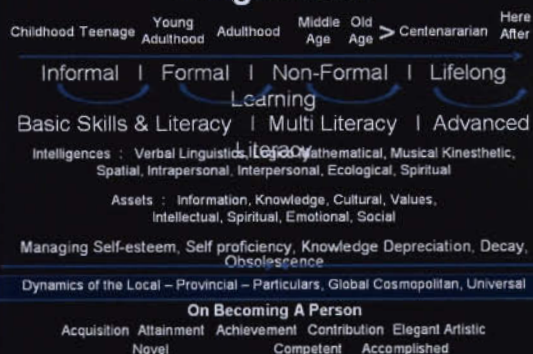 Childhood Teenage Young Adulthood Adulthood Middle Age Old Age > Centenararian Here After
Informal I Formal I Non-Formal I Lifelong
Learning
Basic Skills & Literacy I Multi Literacy I Advanced
Literacy
Intelligences : Verbal Linguistic, Logico Mathematical, Musical Kinesthetic,
Spatial, Intrapersonal, Interpersonal, Ecological, Spiritual
Assets : Information, Knowledge, Cultural, Values,
Intellectual, Spiritual, Emotional, Social
Managing Self-esteem, Self proficiency, Knowledge Depreciation, Decay,
Obsolescence
Dynamics of the Local – Provincial – Particulars, Global Cosmopolitan, Universal
On Becoming A Person
Acquisition Attainment Achievement Contribution Elegant Artistic
Novel Competent Accomplished